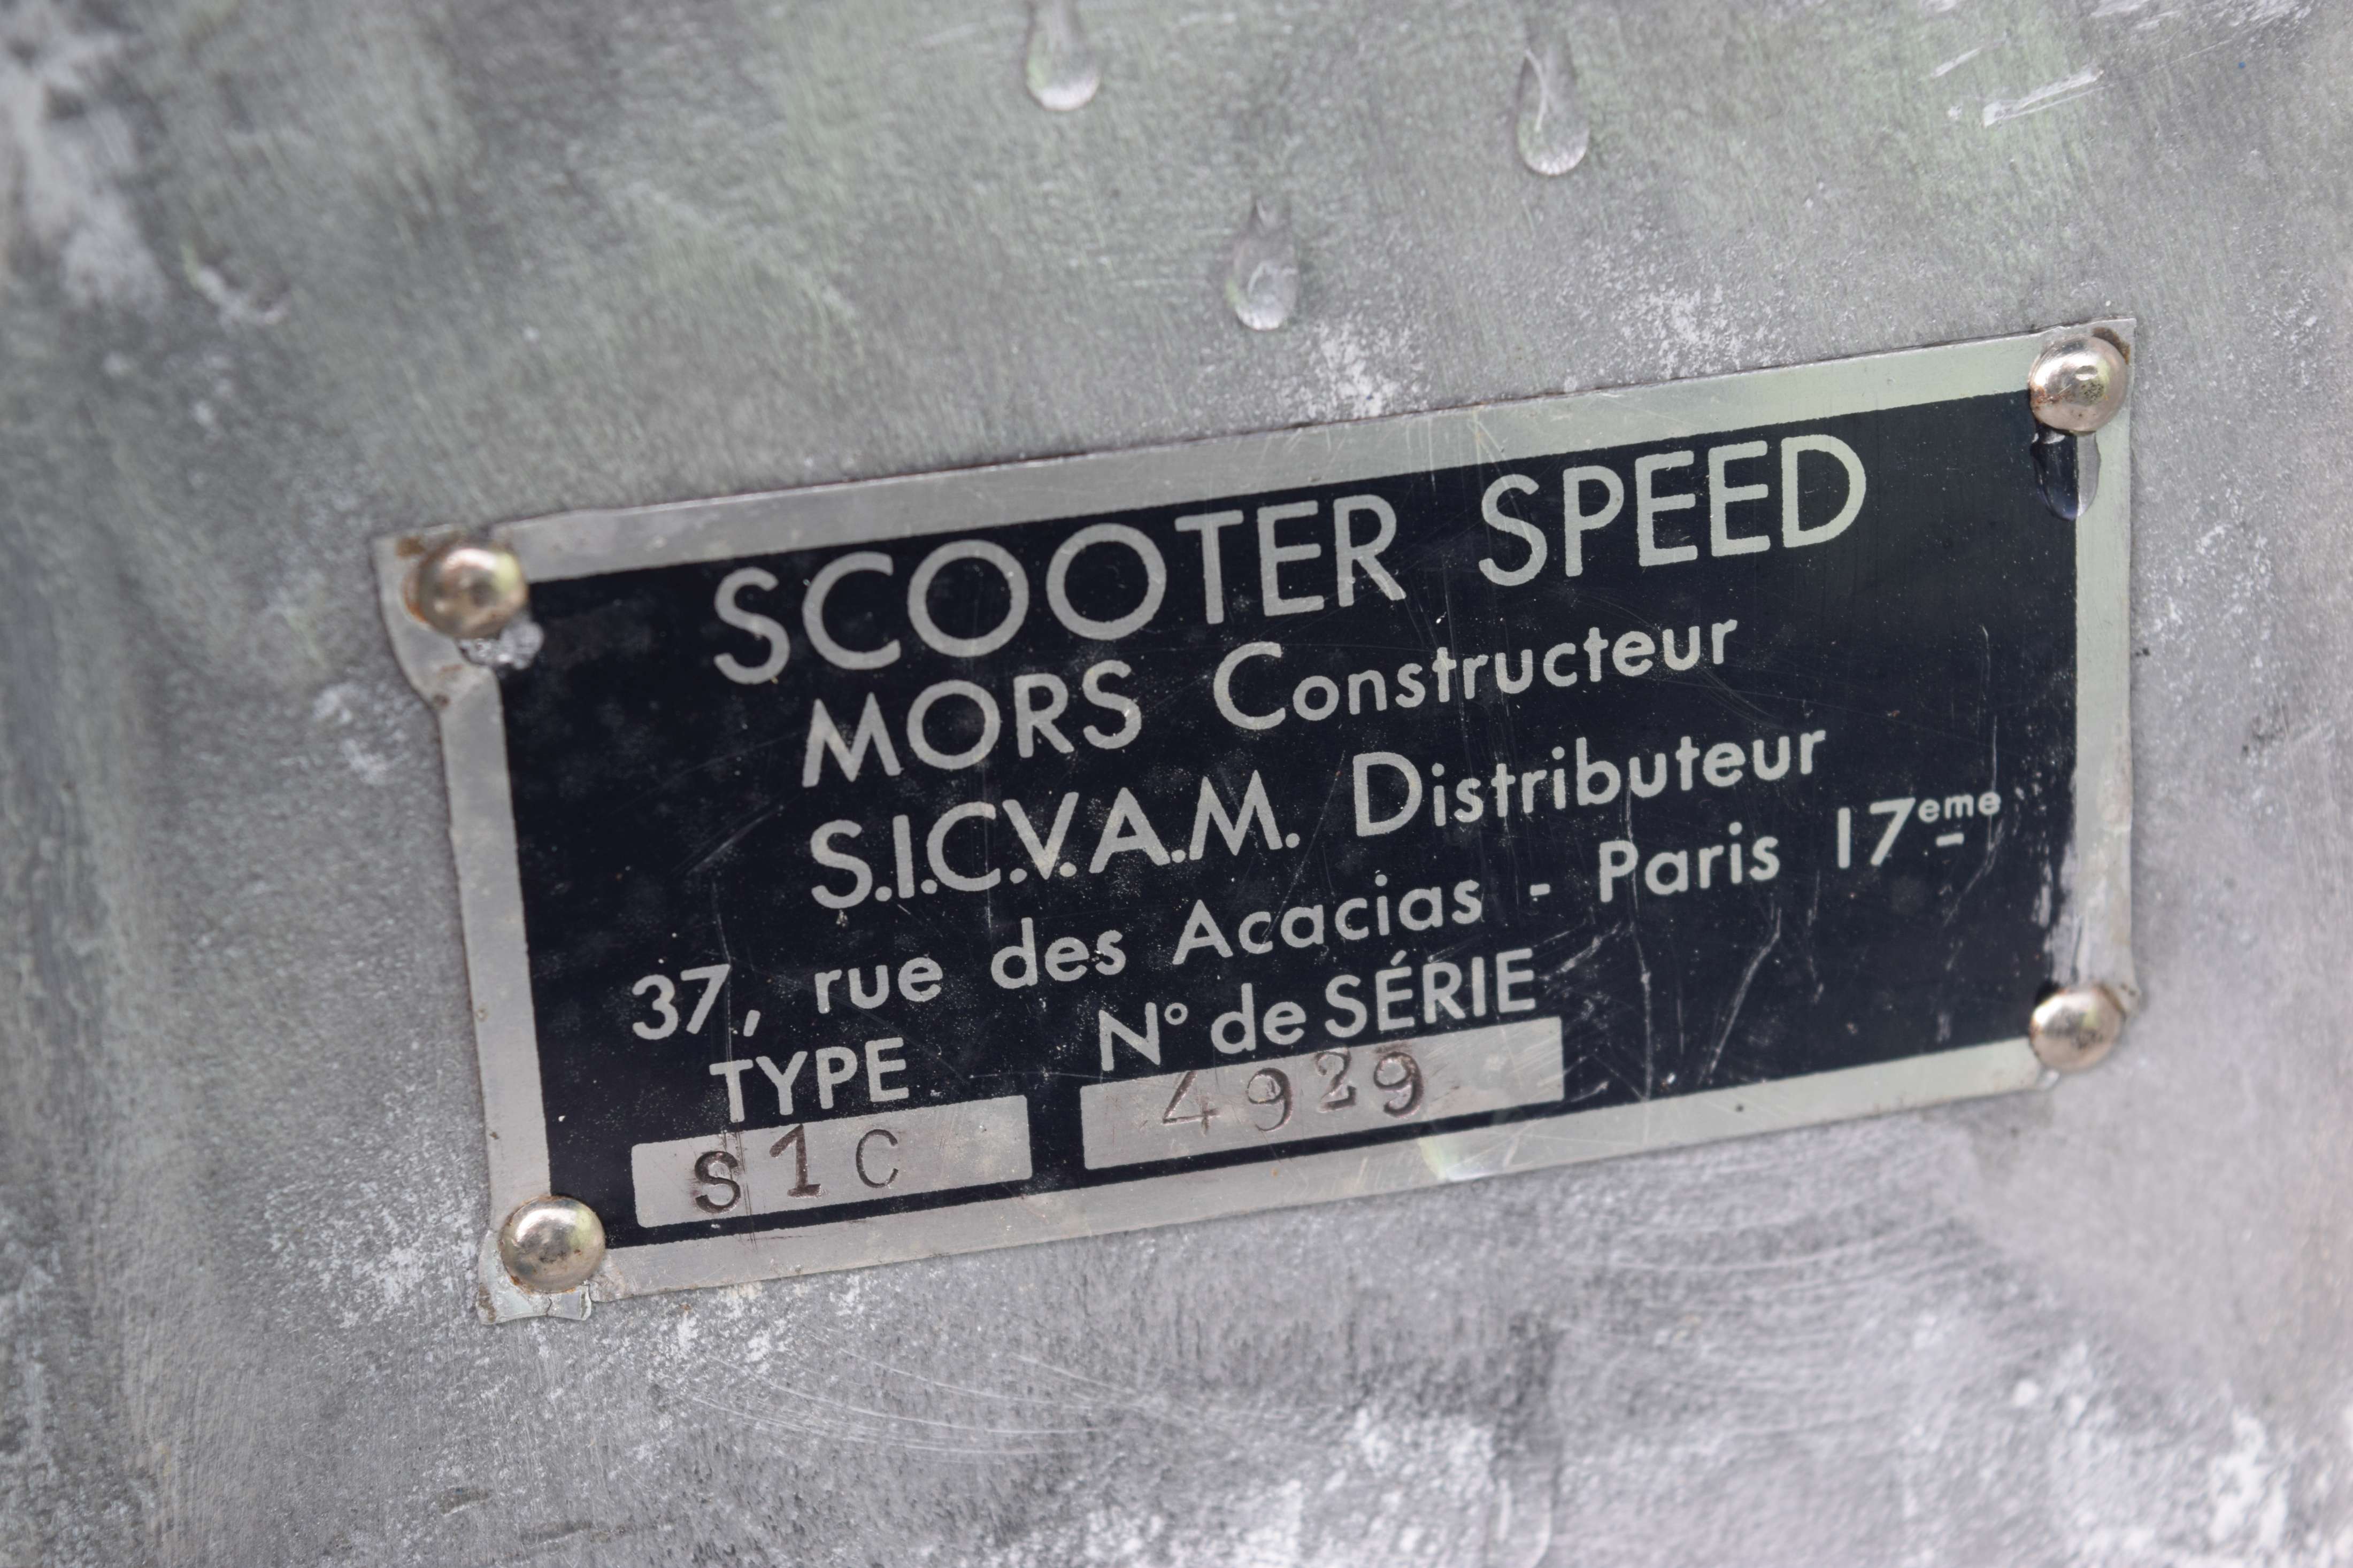 SCOOTER SPEED
MORS Constructeur
S.I.C.V.A.M. Distributeur
37, rue des Acacias - Paris 17eme
TYPE N° de SÉRIE
S1C 4929